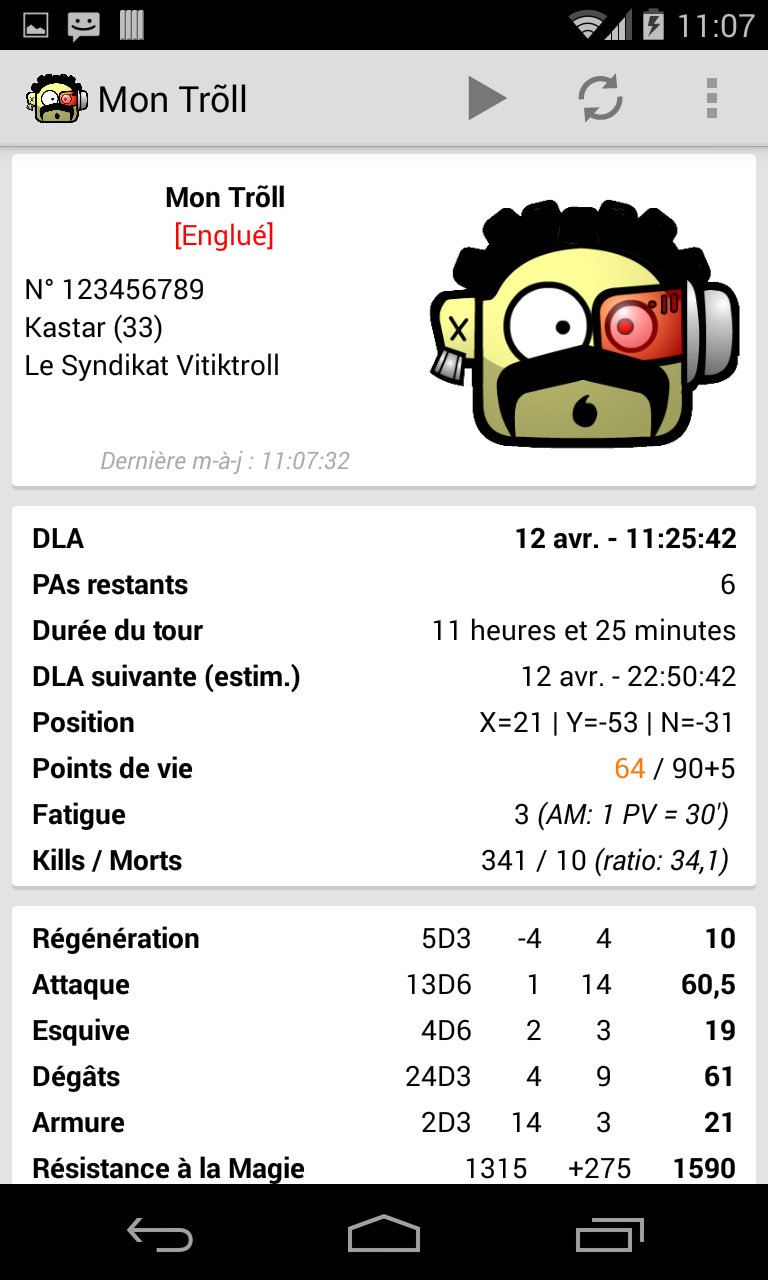 11:07
Mon Trõll
Mon Trõll
[Englué]
N° 123456789
Kastar (33)
Le Syndikat Vitiktroll
Dernière m-à-j : 11:07:32
DLA 12 avr. - 11:25:42
PAs restants 6
Durée du tour 11 heures et 25 minutes
DLA suivante (estim.) 12 avr. - 22:50:42
Position X=21 | Y=-53 | N=-31
Points de vie 64 / 90+5
Fatigue 3 (AM: 1 PV = 30')
Kills / Morts 341 / 10 (ratio: 34,1)
Régénération 5D3 -4 4 10
Attaque 13D6 1 14 60,5
Esquive 4D6 2 3 19
Dégâts 24D3 4 9 61
Armure 2D3 14 3 21
Résistance à la Magie 1315 +275 1590